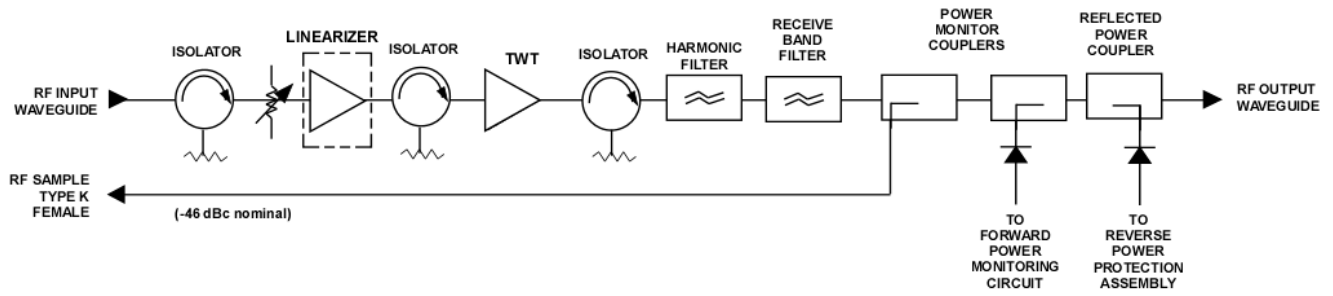 RF INPUT
WAVEGUIDE
ISOLATOR
LINEARIZER
ISOLATOR
TWT
ISOLATOR
HARMONIC
FILTER
RECEIVE
BAND
FILTER
POWER
MONITOR
COUPLERS
REFLECTED
POWER
COUPLER
RF OUTPUT
WAVEGUIDE
RF SAMPLE
TYPE K
FEMALE
(-46 dBc nominal)
TO
FORWARD
POWER
MONITORING
CIRCUIT
TO
REVERSE
POWER
PROTECTION
ASSEMBLY